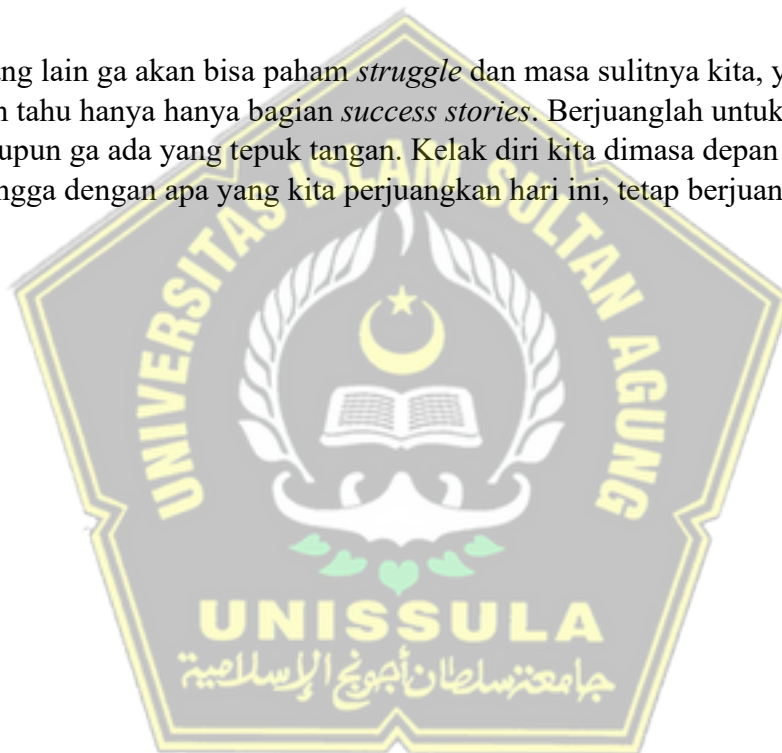 ng lain ga akan bisa paham struggle dan masa sulitnya kita, y
n tahu hanya hanya bagian success stories. Berjuanglah untuk
upun ga ada yang tepuk tangan. Kelak diri kita dimasa depan
ngga dengan apa yang kita perjuangkan hari ini, tetap berjuan
UNIVERSITAS ISLAM SULTAN AGUNG
UNISSULA
جامعة سلطان أجونج الإسلامية